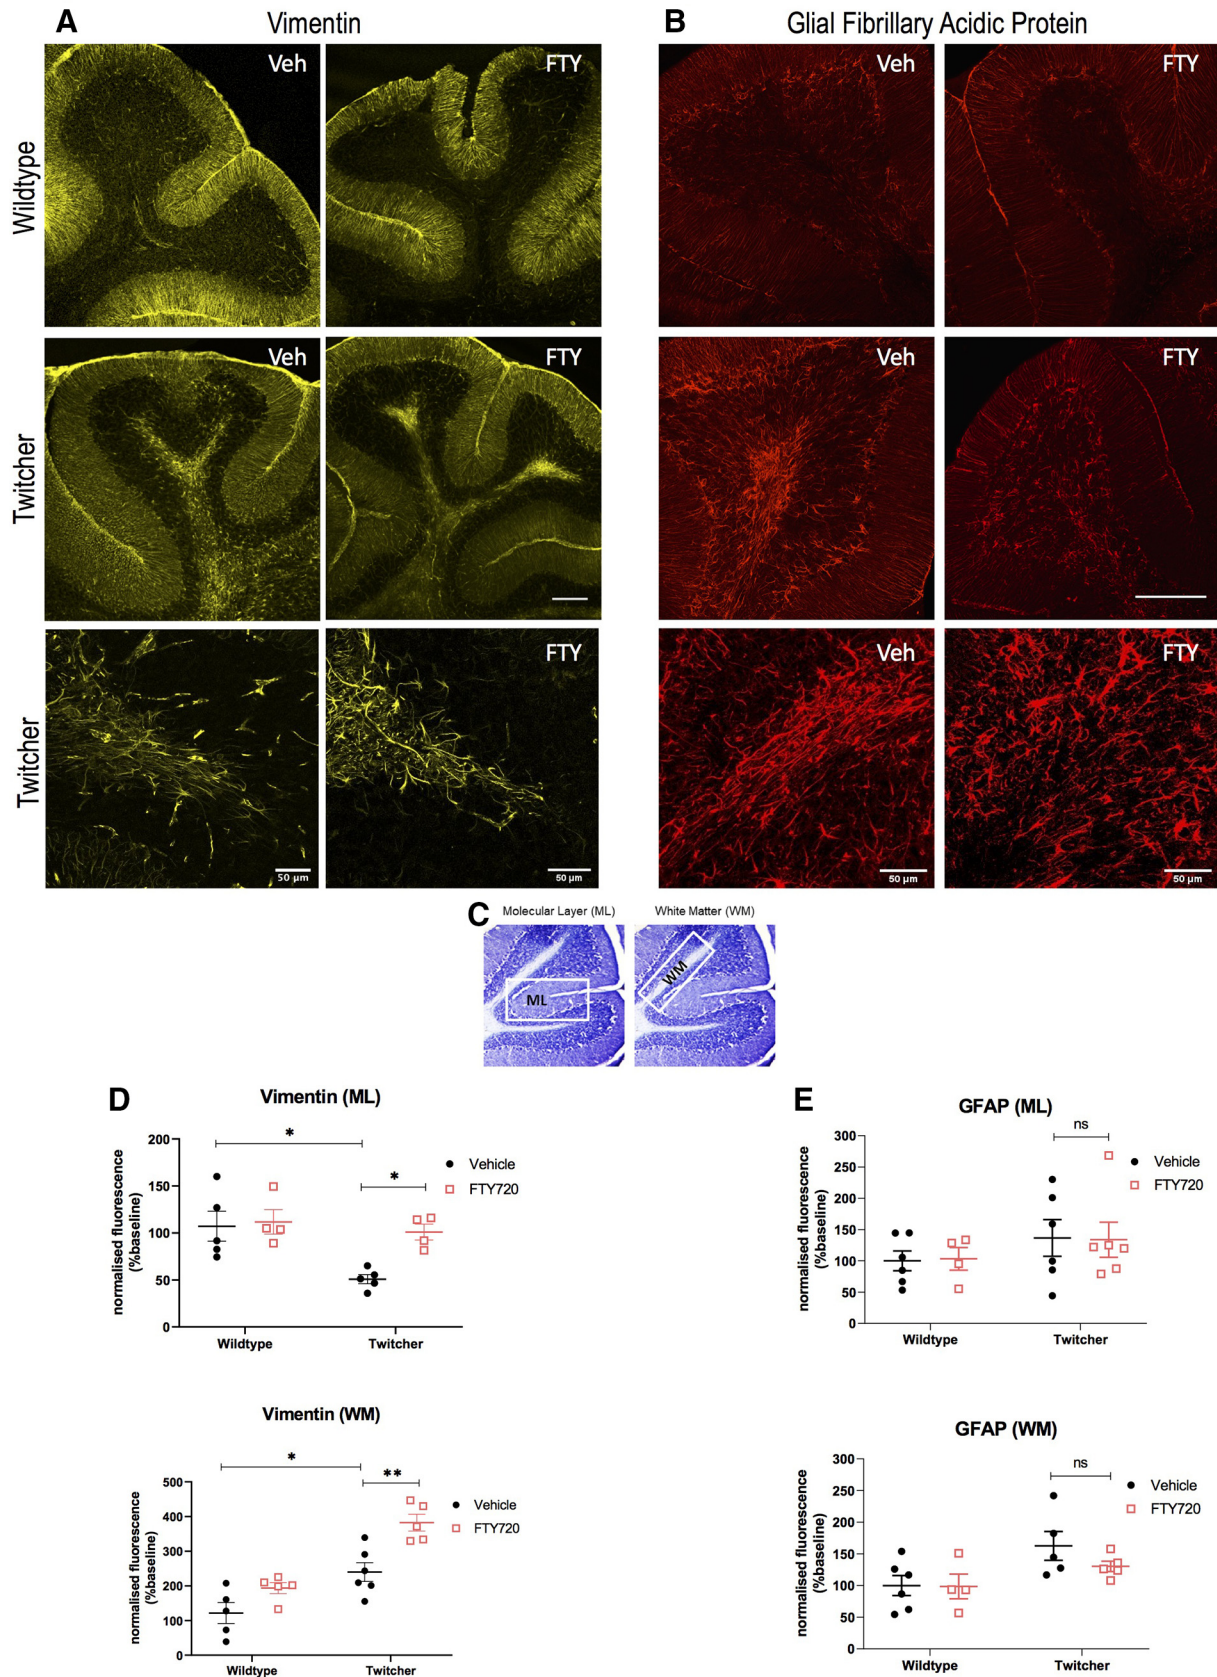 A
Vimentin
B
Glial Fibrillary Acidic Protein
Wildtype
Veh
FTY
Veh
FTY
Twitcher
Veh
FTY
Veh
FTY
Twitcher
FTY
Veh
FTY
50 µm
50 µm
50 µm
50 µm
C
Molecular Layer (ML)
White Matter (WM)
ML
WM
D
Vimentin (ML)
normalised fluorescence
(%baseline)
200
150
100
50
0
*
*
Vehicle
FTY720
Wildtype
Twitcher
E
GFAP (ML)
normalised fluorescence
(%baseline)
300
250
200
150
100
50
0
ns
Vehicle
FTY720
Wildtype
Twitcher
Vimentin (WM)
normalised fluorescence
(%baseline)
500
400
300
200
100
0
*
**
Vehicle
FTY720
Wildtype
Twitcher
GFAP (WM)
normalised fluorescence
(%baseline)
300
250
200
150
100
50
0
ns
Vehicle
FTY720
Wildtype
Twitcher